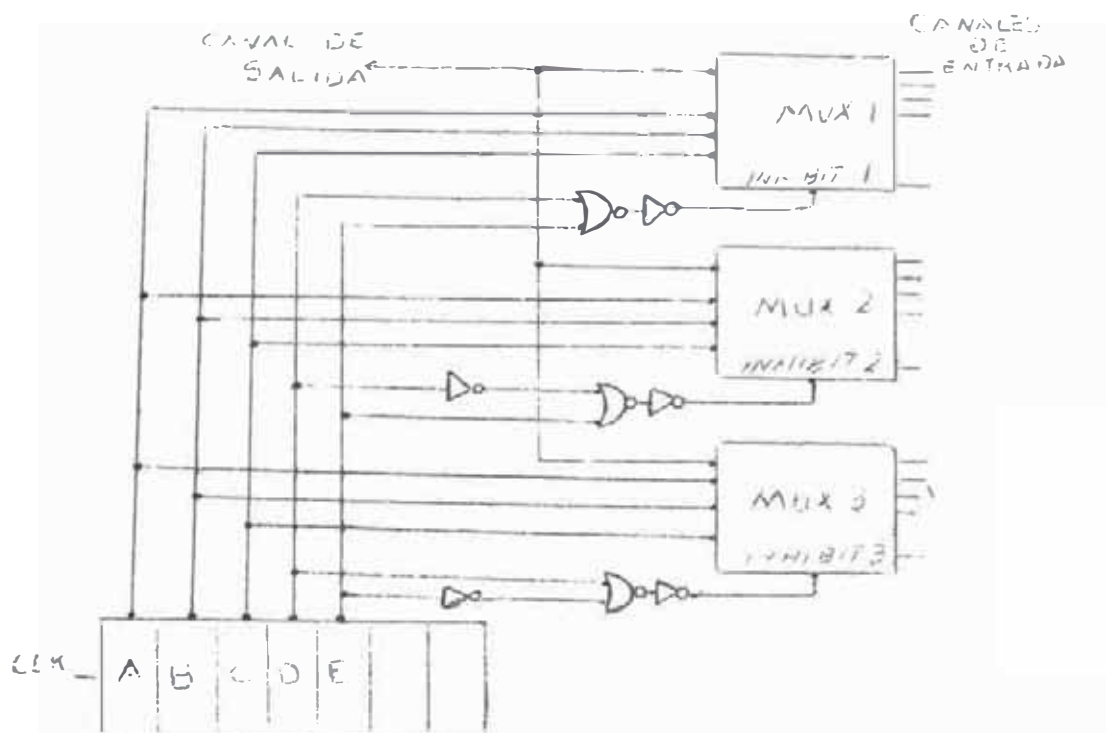 CANAL DE
SALIDA
CANALES
DE
ENTRADA
MUX 1
INHIBIT 1
MUX 2
INHIBIT 2
MUX 3
INHIBIT 3
CLK
A B C D E